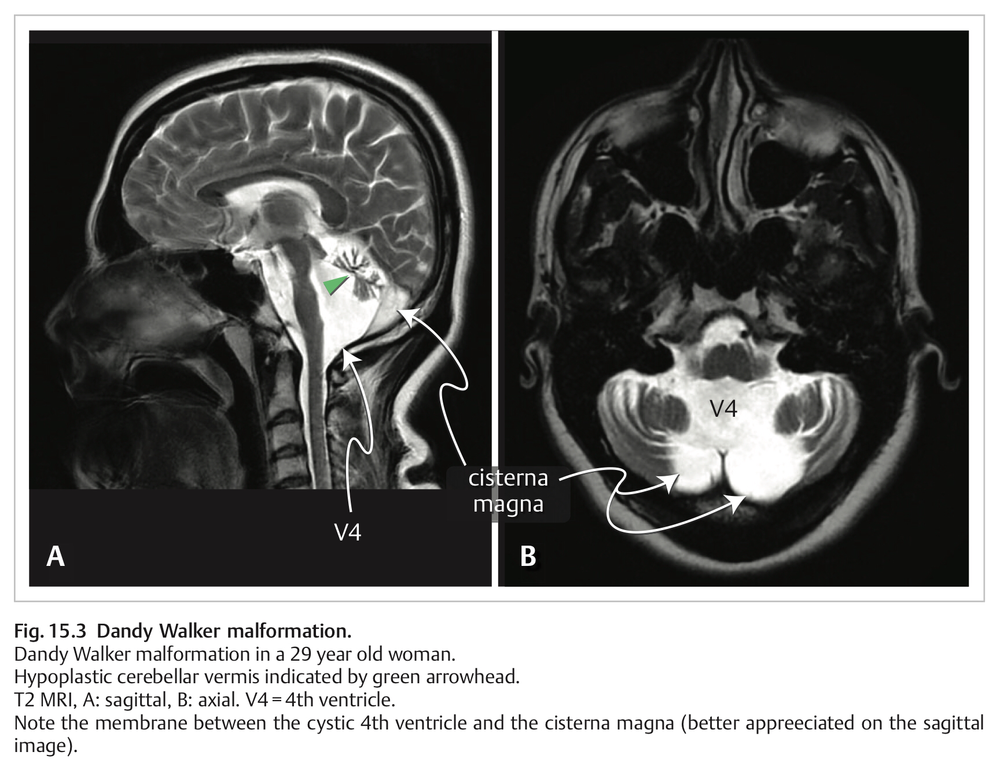 cisterna
magna
V4
V4
A
B
Fig. 15.3 Dandy Walker malformation.
Dandy Walker malformation in a 29 year old woman.
Hypoplastic cerebellar vermis indicated by green arrowhead.
T2 MRI, A: sagittal, B: axial. V4 = 4th ventricle.
Note the membrane between the cystic 4th ventricle and the cisterna magna (better appreeciated on the sagittal
image).